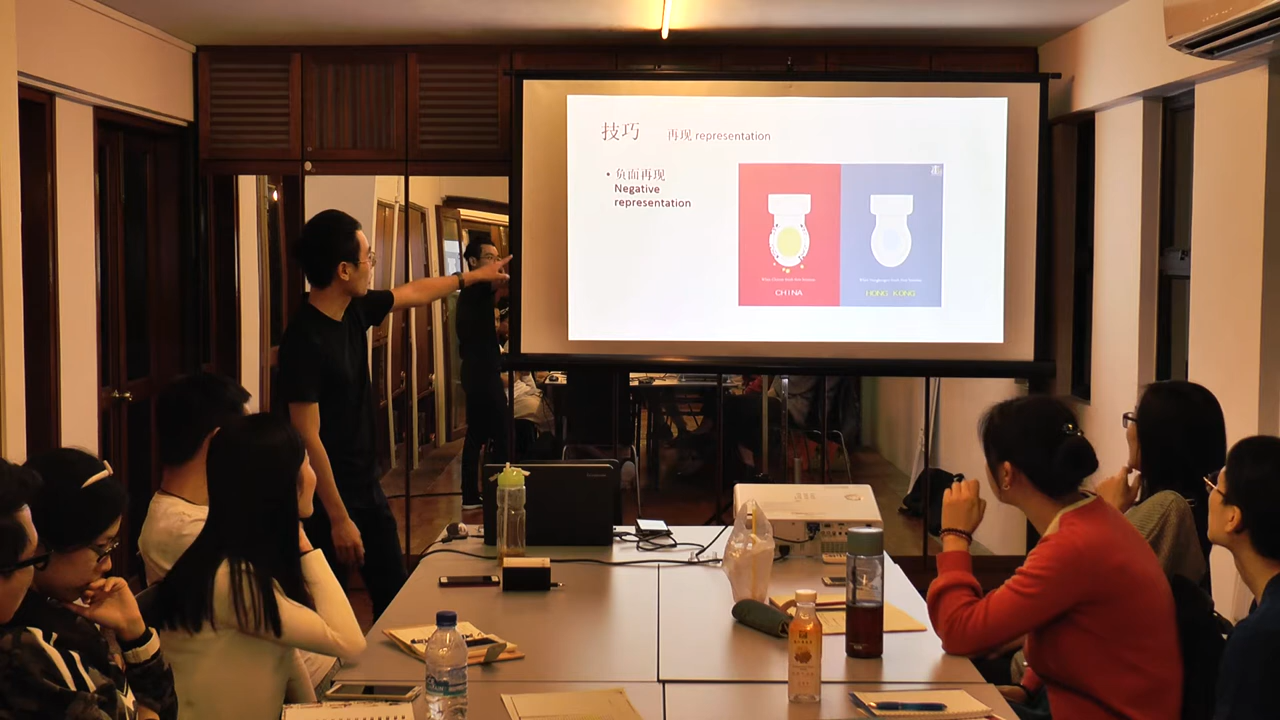 技巧 再现 representation
• 负面再现
Negative
representation
CHINA
HONG KONG